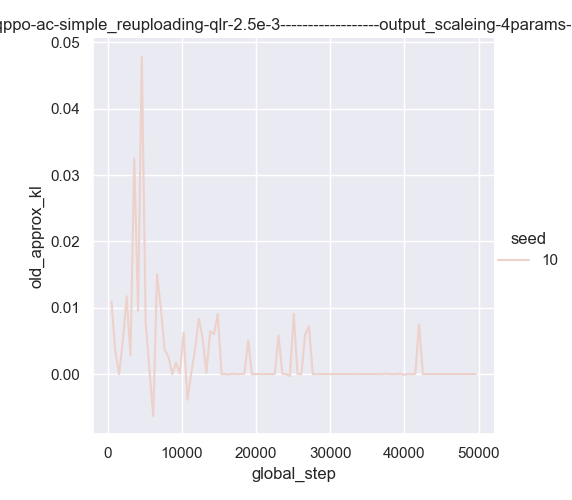 qppo-ac-simple_reuploading-qlr-2.5e-3------------------output_scaleing-4params-
0.05
0.04
0.03
0.02
0.01
0.00
old_approx_kl
0 10000 20000 30000 40000 50000
global_step
seed
10